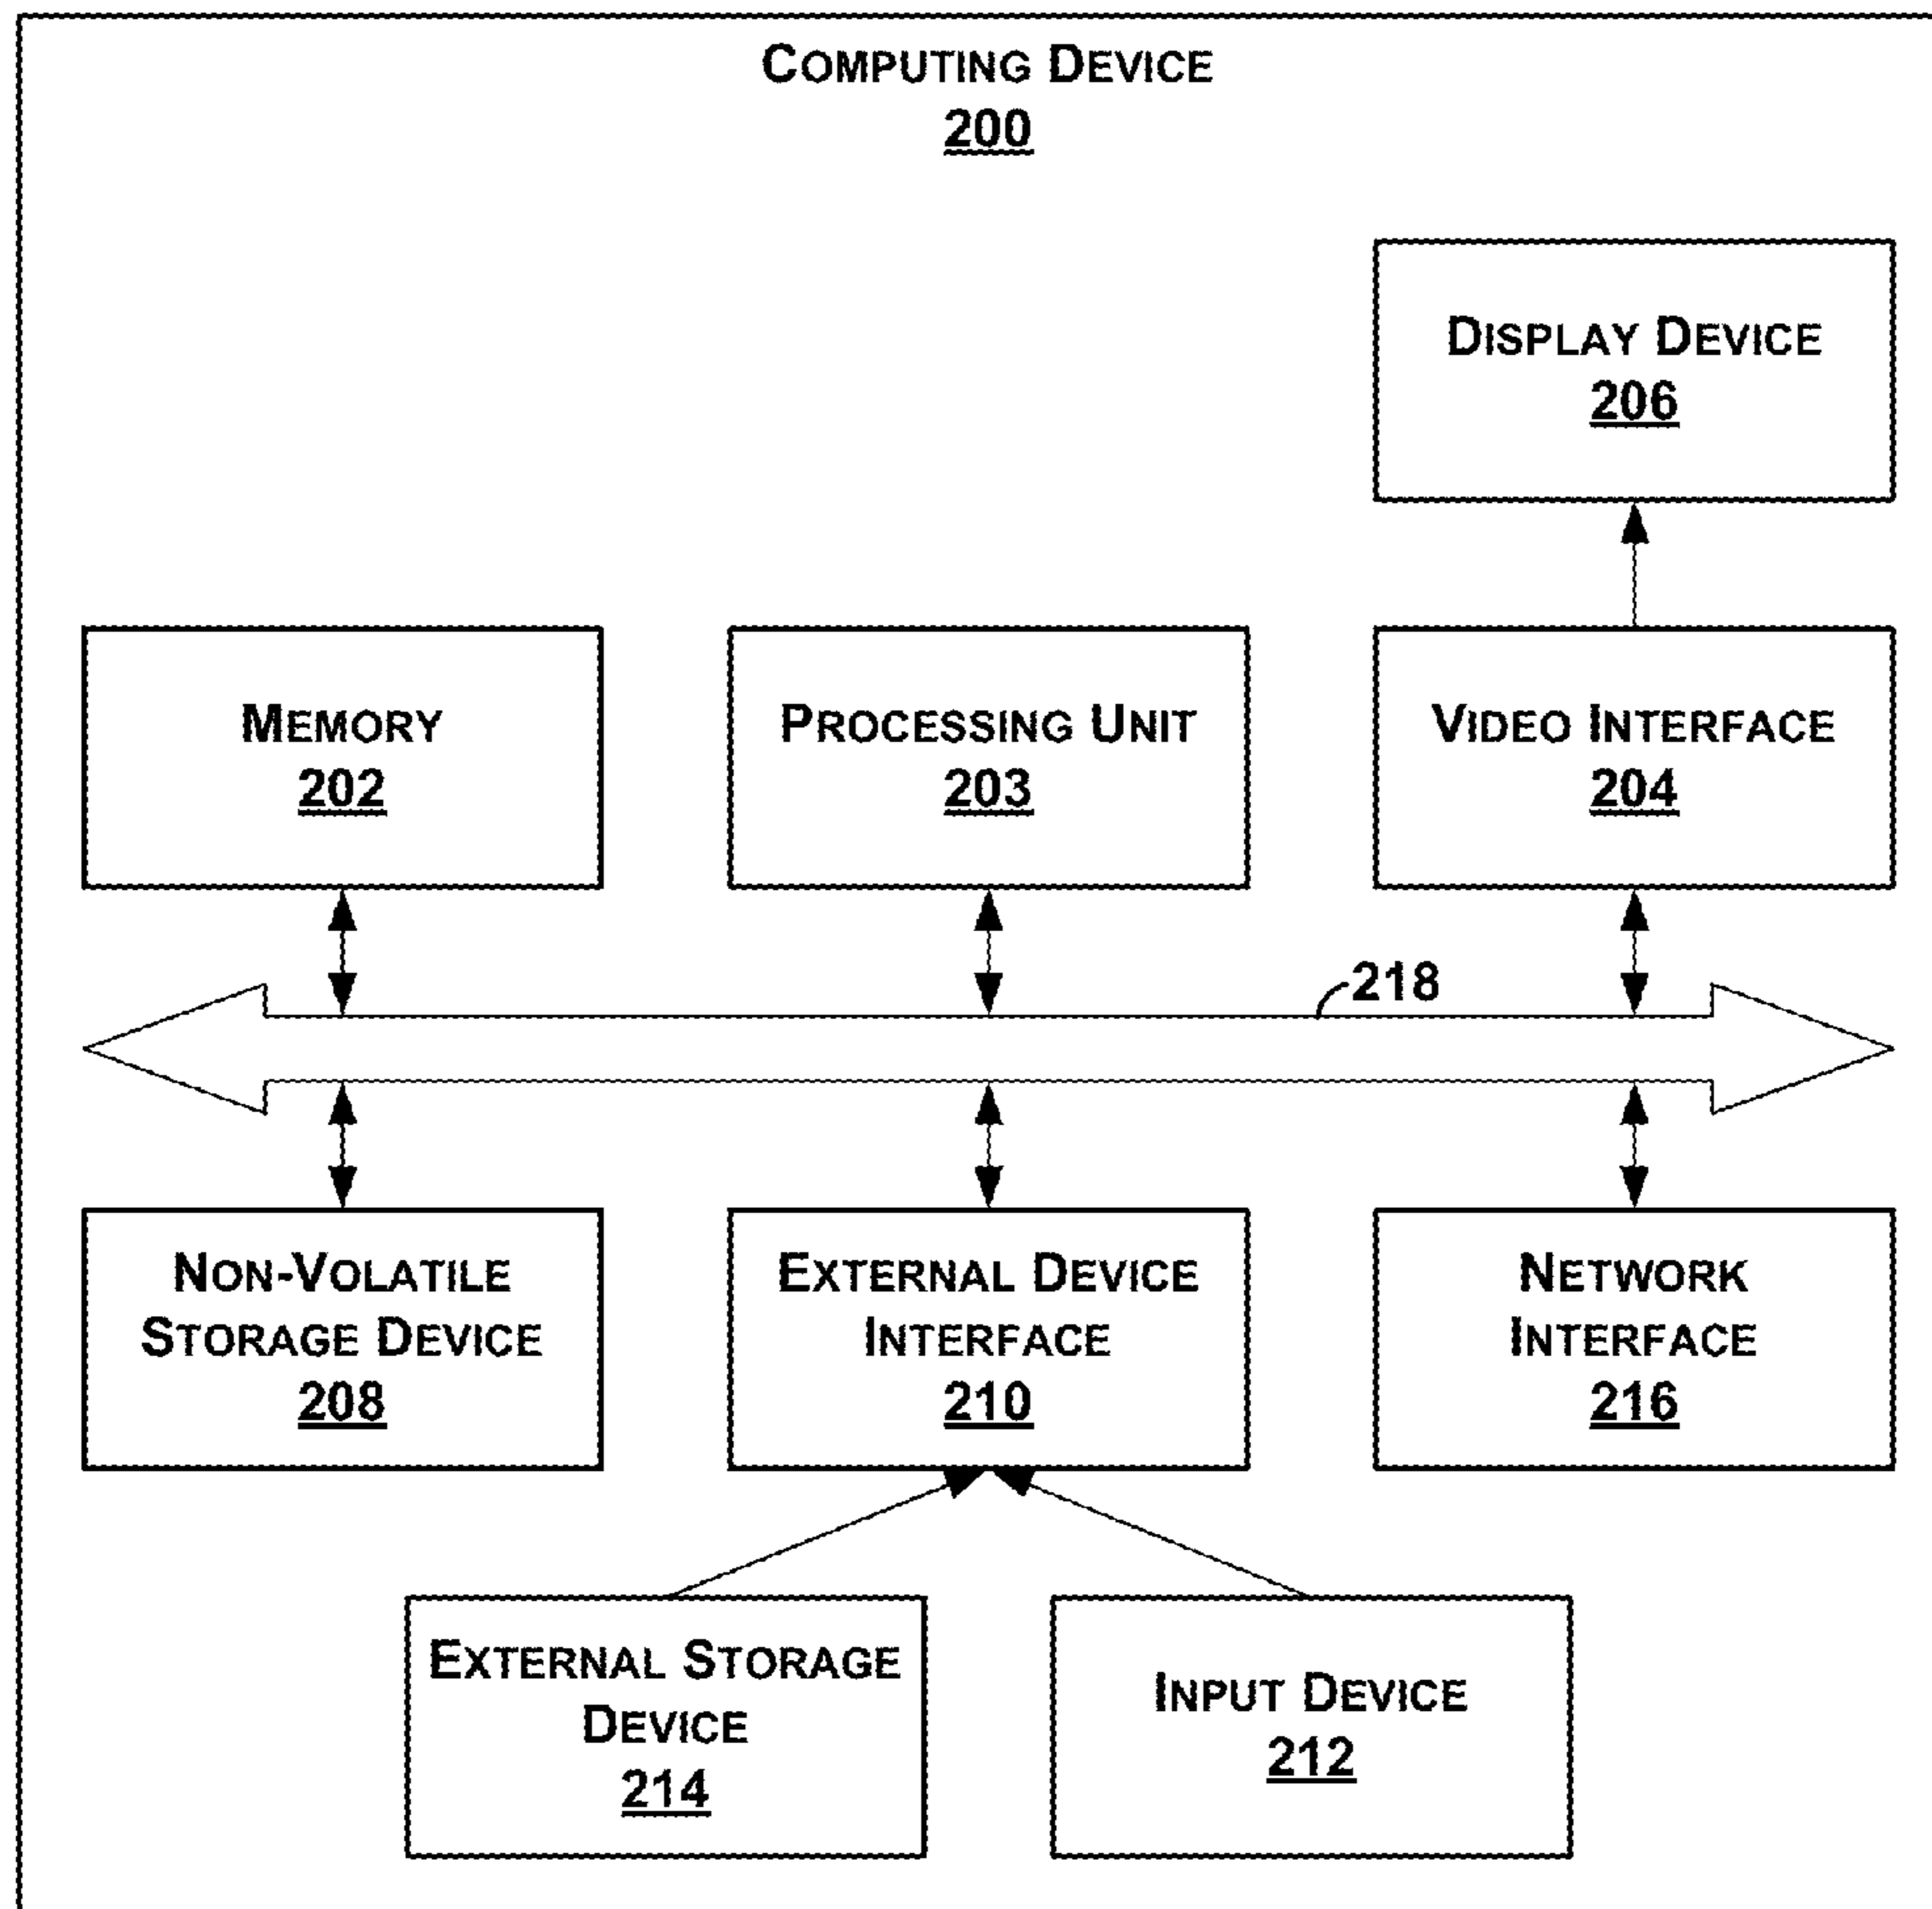 COMPUTING DEVICE
200
DISPLAY DEVICE
206
MEMORY
202
PROCESSING UNIT
203
VIDEO INTERFACE
204
218
NON-VOLATILE
STORAGE DEVICE
208
EXTERNAL DEVICE
INTERFACE
210
NETWORK
INTERFACE
216
EXTERNAL STORAGE
DEVICE
214
INPUT DEVICE
212